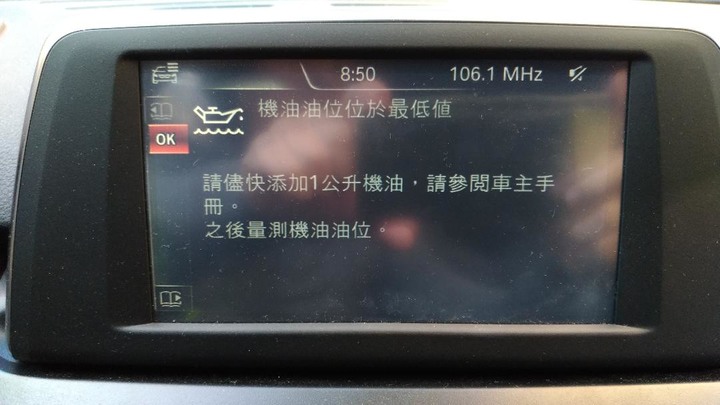 8:50 106.1 MHz
機油油位位於最低値
OK
請儘快添加1公升機油，請參閱車主手
冊。
之後量測機油油位。